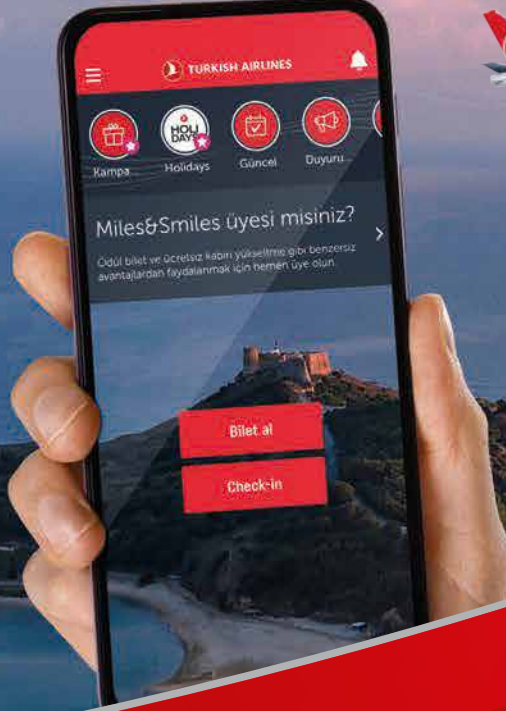 TURKISH AIRLINES
HOLI
DAYS
Kampa
Holidays
Güncel
Duyuru
Miles&Smiles üyesi misiniz?
Ödül bilet ve ücretsiz kabin yükseltme gibi benzersiz
avantajlardan faydalanmak için hemen üye olun.
Bilet al
Check-in